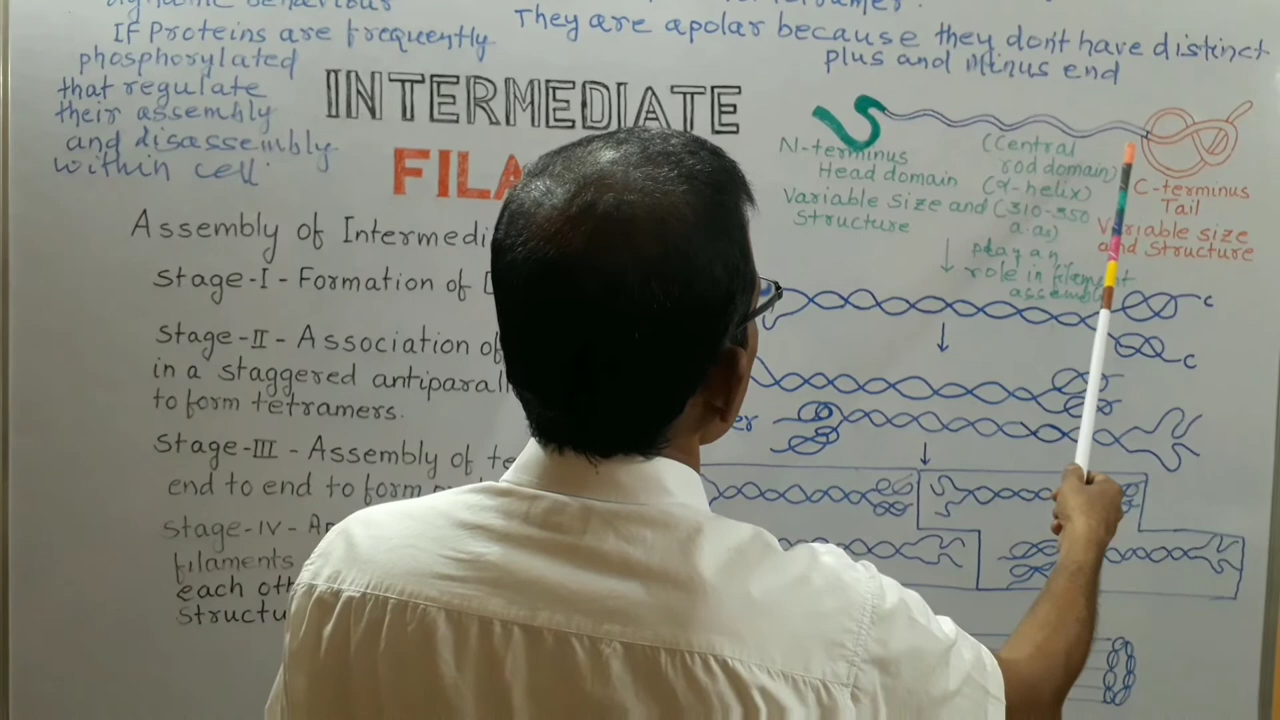 dynamic behaviour
IF Proteins are frequently
phosphorylated
that regulate
their assembly
and disassembly
within cell.
They are apolar because they don't have distinct
plus and Minus end
INTERMEDIATE
FILA
N-terminus
Head domain
Variable size and
Structure
(Central
rod domain)
(α-helix)
(310-350
a.as)
play an
role in filament
assembly
C-terminus
Tail
Variable size
and Structure
Assembly of Intermedi
Stage-I - Formation of
Stage-II - Association of
in a staggered antiparall
to form tetramers.
Stage-III - Assembly of te
end to end to form
Stage-IV -
filaments
each oth
structu
C
C
er